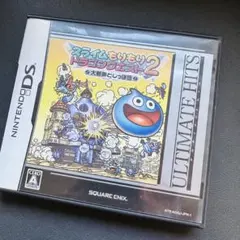 NINTENDO DS
スライムもりもり
ドラゴンクエスト2
大戦車としっぽ団
ULTIMATE HITS
A
SQUARE ENIX